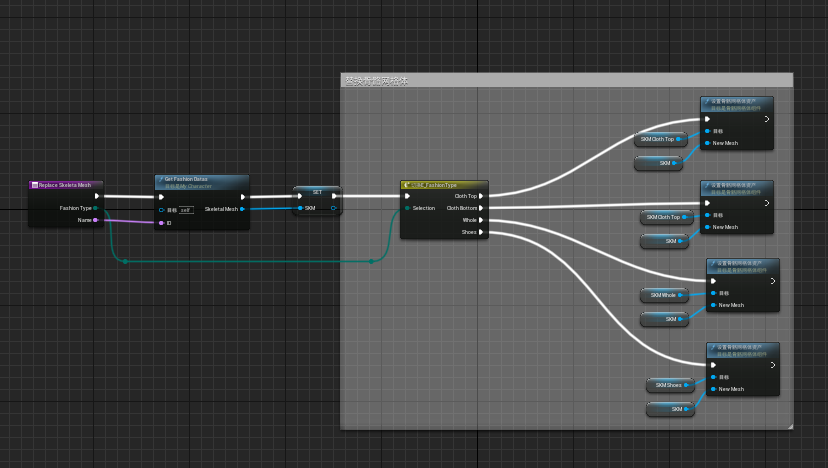 替换骨骼网格体
Replace Skeleta Mesh
Fashion Type
Name
Get Fashion Datas
目标是My Character
目标 self
Skeletal Mesh
ID
SET
SKM
Fashion Type
Selection
Cloth Top
Cloth Bottom
Whole
Shoes
设置骨骼网格体资产
目标是骨骼网格体组件
SKM Cloth Top
目标
SKM
New Mesh
设置骨骼网格体资产
目标是骨骼网格体组件
SKM Cloth Top
目标
SKM
New Mesh
设置骨骼网格体资产
目标是骨骼网格体组件
SKM Whole
目标
SKM
New Mesh
设置骨骼网格体资产
目标是骨骼网格体组件
SKM Shoes
目标
SKM
New Mesh